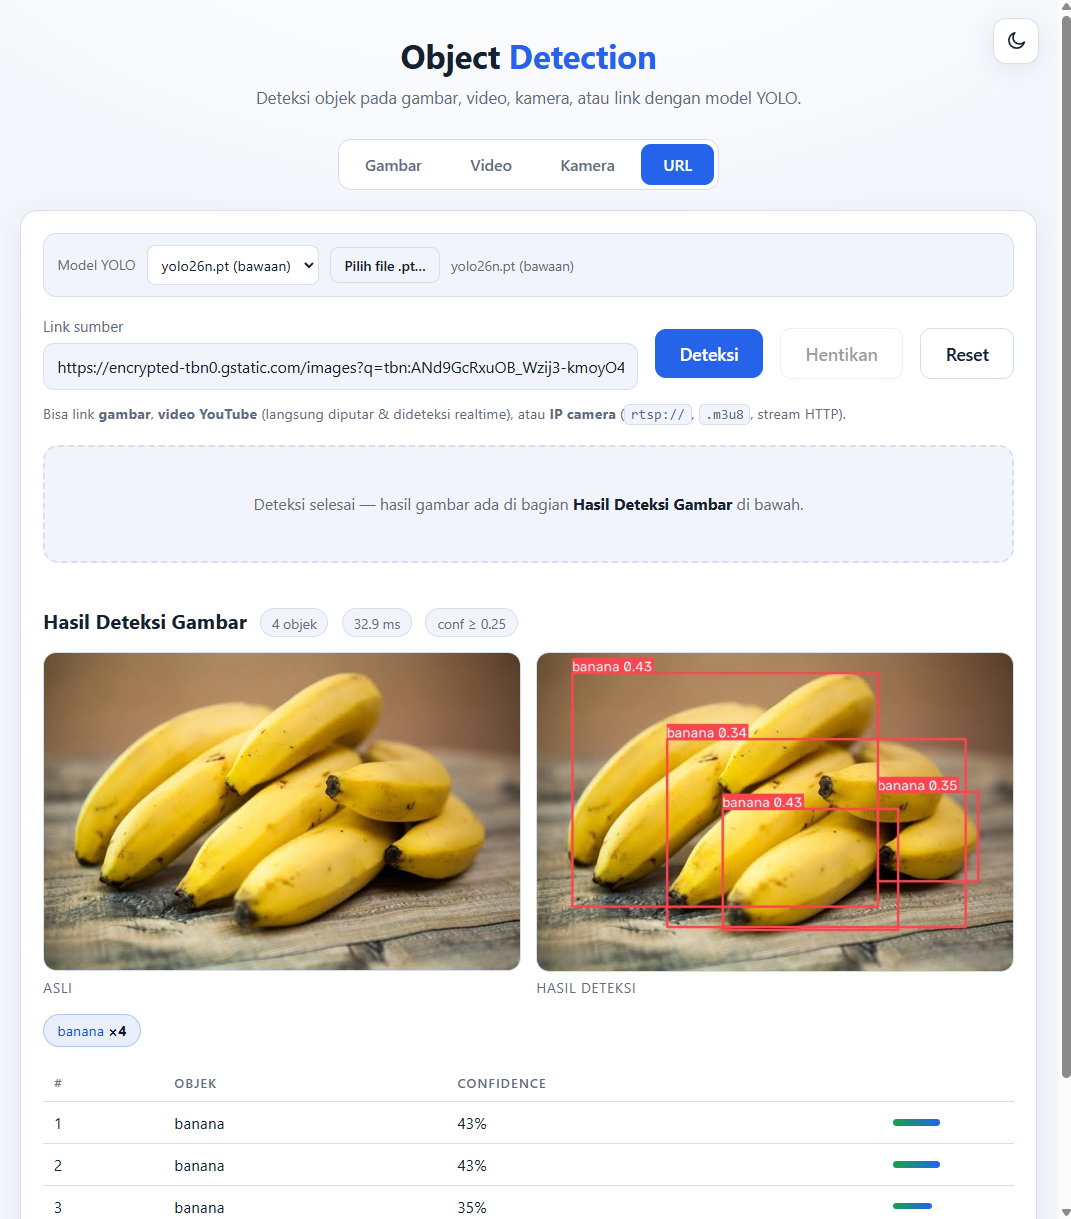 Object Detection
Deteksi objek pada gambar, video, kamera, atau link dengan model YOLO.
Gambar Video Kamera URL
Model YOLO yolo26n.pt (bawaan) Pilih file .pt... yolo26n.pt (bawaan)
Link sumber
https://encrypted-tbn0.gstatic.com/images?q=tbn:ANd9GcRxuOB_Wzij3-kmoyO4 Deteksi Hentikan Reset
Bisa link gambar, video YouTube (langsung diputar & dideteksi realtime), atau IP camera ( rtsp:// , .m3u8 , stream HTTP).
Deteksi selesai — hasil gambar ada di bagian Hasil Deteksi Gambar di bawah.
Hasil Deteksi Gambar 4 objek 32.9 ms conf ≥ 0.25
banana 0.43
banana 0.34
banana 0.35
banana 0.43
ASLI HASIL DETEKSI
banana ×4
# OBJEK CONFIDENCE
1 banana 43%
2 banana 43%
3 banana 35%